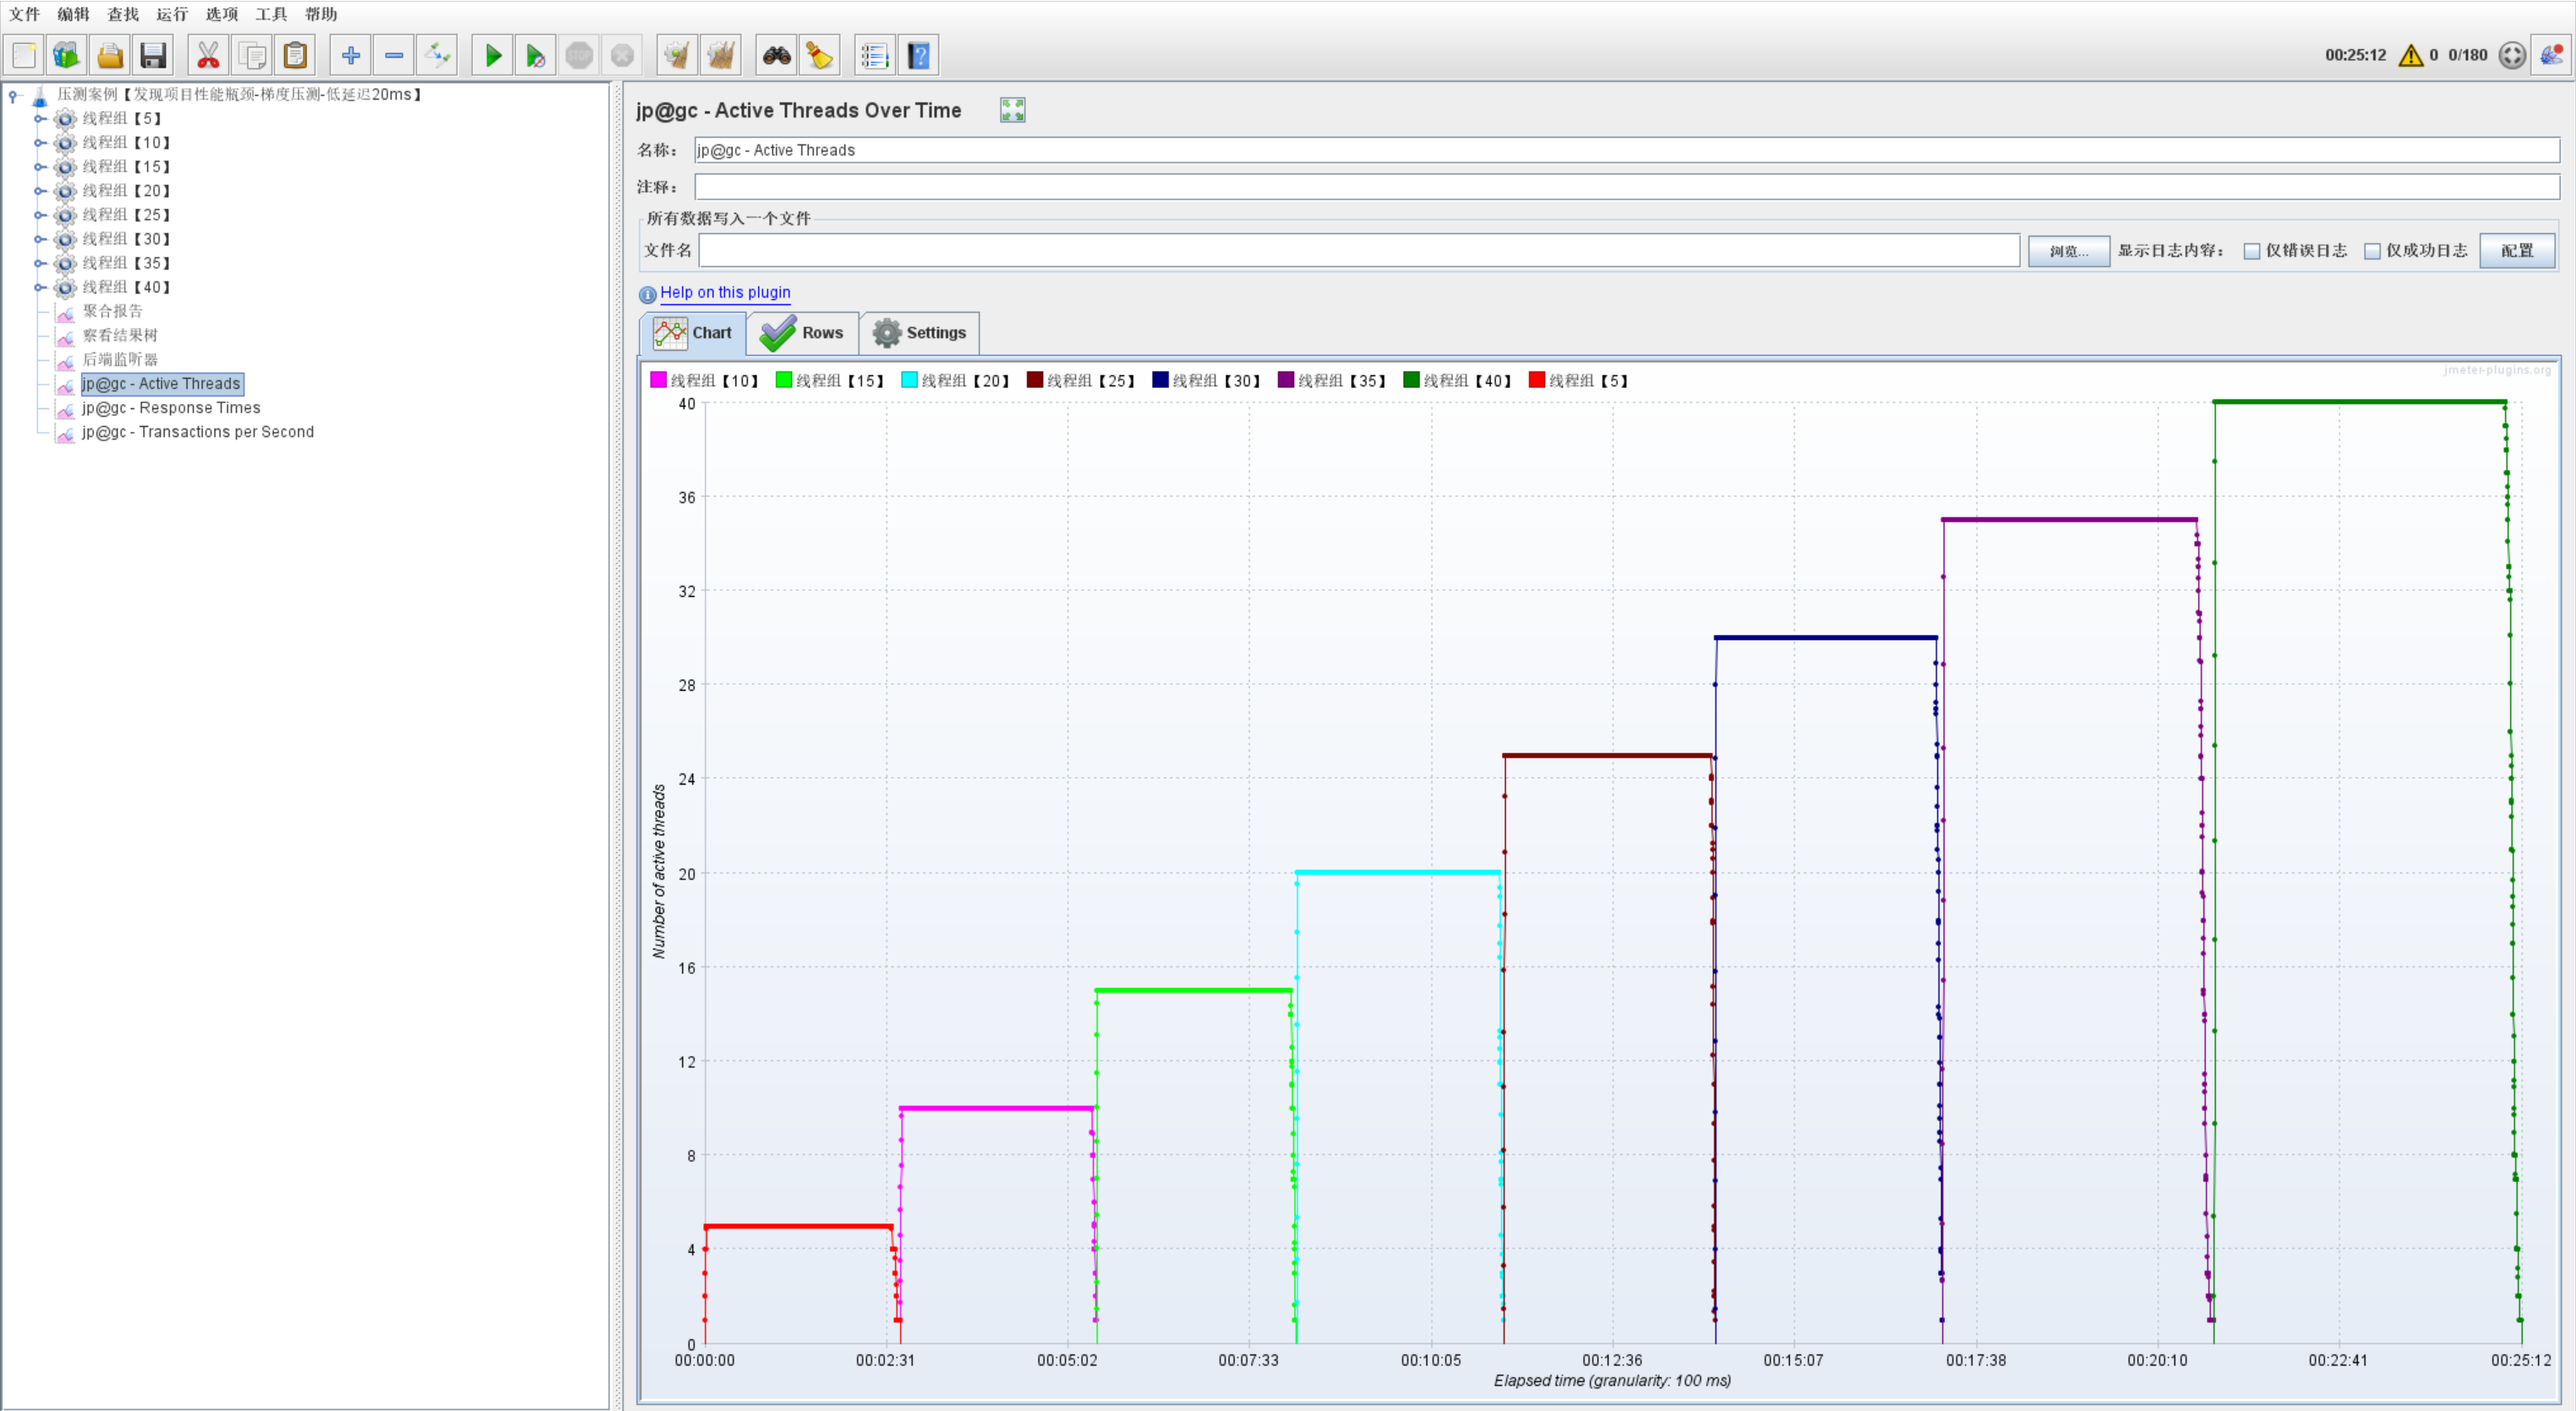 文件 编辑 查找 运行 选项 工具 帮助
STOP
00:25:12 0 0/180
压测案例【发现项目性能瓶颈-梯度压测-低延迟20ms】
线程组【5】
线程组【10】
线程组【15】
线程组【20】
线程组【25】
线程组【30】
线程组【35】
线程组【40】
聚合报告
察看结果树
后端监听器
jp@gc - Active Threads
jp@gc - Response Times
jp@gc - Transactions per Second
jp@gc - Active Threads Over Time
名称： jp@gc - Active Threads
注释：
所有数据写入一个文件
文件名 浏览... 显示日志内容： 仅错误日志 仅成功日志 配置
Help on this plugin
Chart Rows Settings
线程组【10】 线程组【15】 线程组【20】 线程组【25】 线程组【30】 线程组【35】 线程组【40】 线程组【5】
jmeter-plugins.org
40
36
32
28
24
20
16
12
8
4
0
Number of active threads
00:00:00 00:02:31 00:05:02 00:07:33 00:10:05 00:12:36 00:15:07 00:17:38 00:20:10 00:22:41 00:25:12
Elapsed time (granularity: 100 ms)